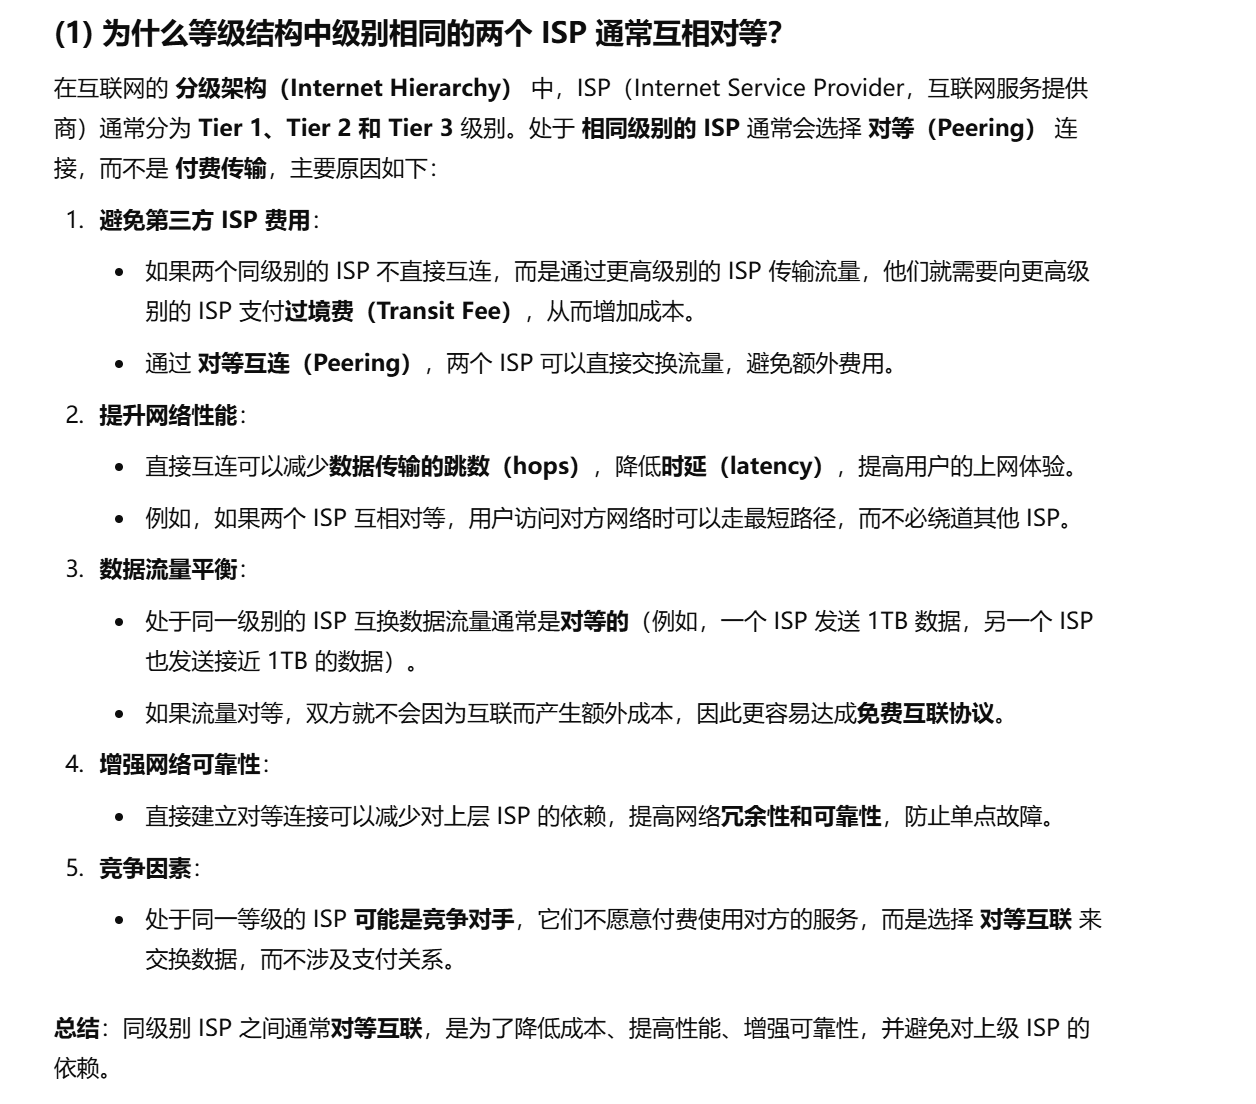 (1) 为什么等级结构中级别相同的两个 ISP 通常互相对等？
在互联网的 分级架构（Internet Hierarchy） 中，ISP（Internet Service Provider，互联网服务提供
商）通常分为 Tier 1、Tier 2 和 Tier 3 级别。处于 相同级别的 ISP 通常会选择 对等（Peering） 连
接，而不是 付费传输，主要原因如下：
1. 避免第三方 ISP 费用：
• 如果两个同级别的 ISP 不直接互连，而是通过更高级别的 ISP 传输流量，他们就需要向更高级
别的 ISP 支付过境费（Transit Fee），从而增加成本。
• 通过 对等互连（Peering），两个 ISP 可以直接交换流量，避免额外费用。
2. 提升网络性能：
• 直接互连可以减少数据传输的跳数（hops），降低时延（latency），提高用户的上网体验。
• 例如，如果两个 ISP 互相对等，用户访问对方网络时可以走最短路径，而不必绕道其他 ISP。
3. 数据流量平衡：
• 处于同一级别的 ISP 互换数据流量通常是对等的（例如，一个 ISP 发送 1TB 数据，另一个 ISP
也发送接近 1TB 的数据）。
• 如果流量对等，双方就不会因为互联而产生额外成本，因此更容易达成免费互联协议。
4. 增强网络可靠性：
• 直接建立对等连接可以减少对上层 ISP 的依赖，提高网络冗余性和可靠性，防止单点故障。
5. 竞争因素：
• 处于同一等级的 ISP 可能是竞争对手，它们不愿意付费使用对方的服务，而是选择 对等互联 来
交换数据，而不涉及支付关系。
总结：同级别 ISP 之间通常对等互联，是为了降低成本、提高性能、增强可靠性，并避免对上级 ISP 的
依赖。